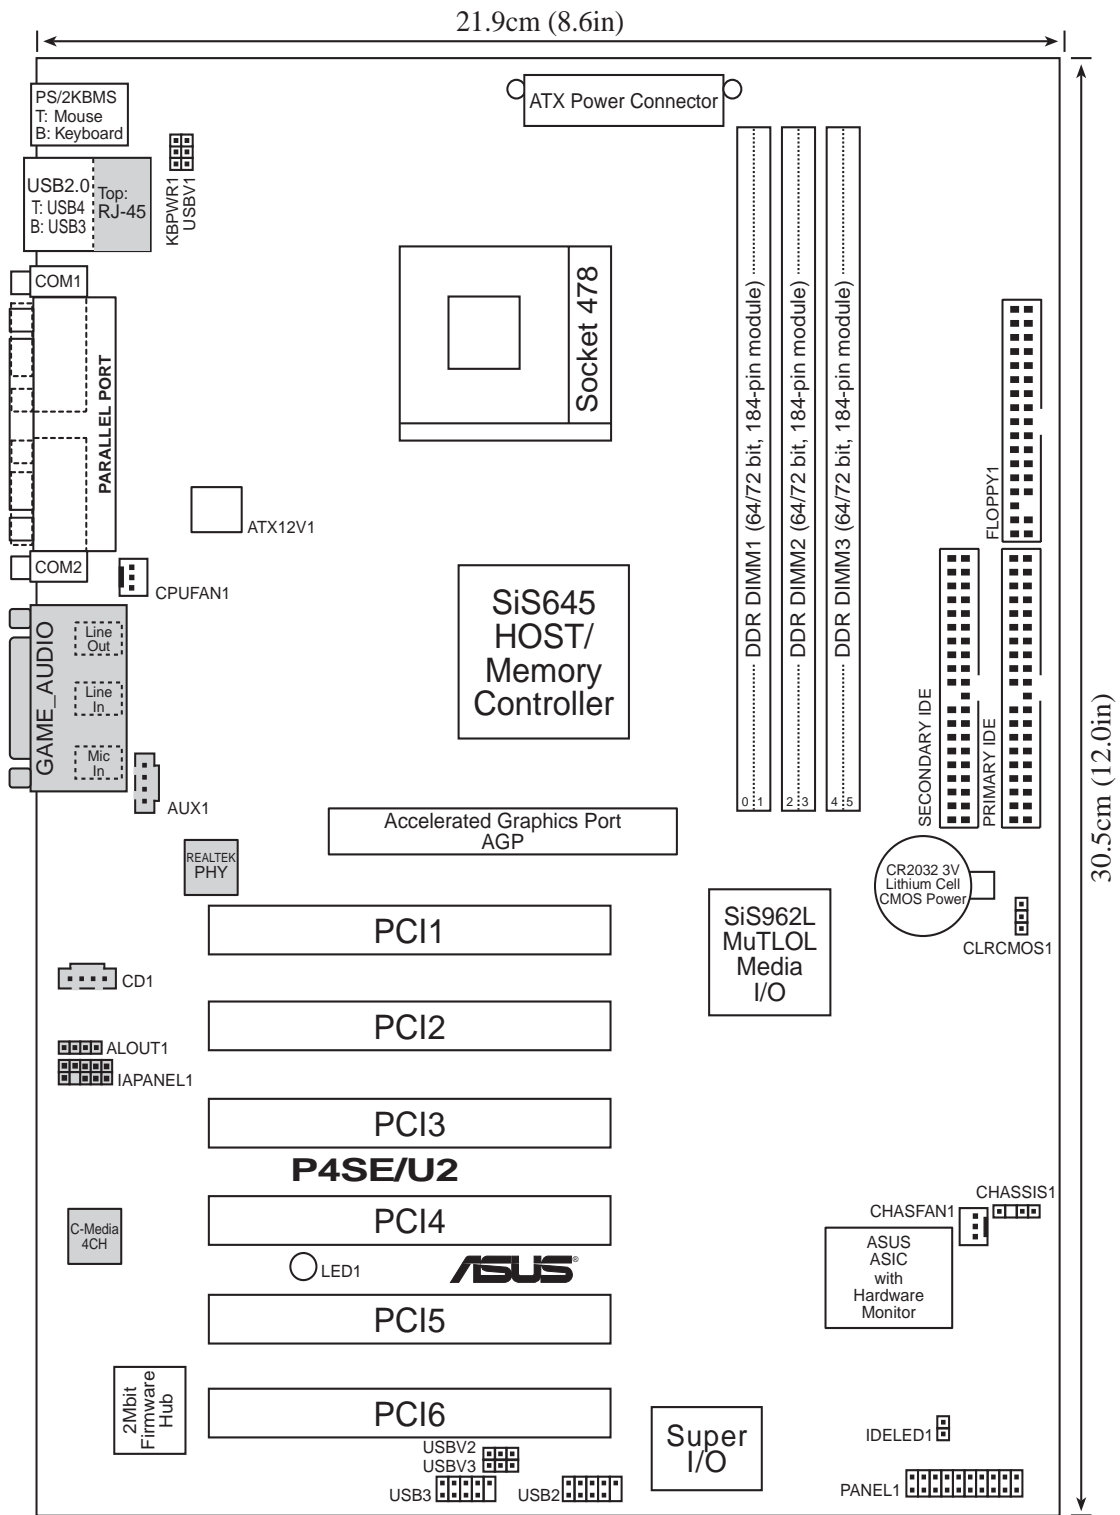 21.9cm (8.6in)
PS/2KBMS
T: Mouse
B: Keyboard
ATX Power Connector
USB2.0
T: USB4
B: USB3
Top:
RJ-45
KBPWR1
USBV1
COM1
PARALLEL PORT
Socket 478
DDR DIMM1 (64/72 bit, 184-pin module)
DDR DIMM2 (64/72 bit, 184-pin module)
DDR DIMM3 (64/72 bit, 184-pin module)
0 1
2 3
4 5
FLOPPY1
ATX12V1
COM2
CPUFAN1
SiS645
HOST/
Memory
Controller
GAME_AUDIO
Line
Out
Line
In
Mic
In
AUX1
SECONDARY IDE
PRIMARY IDE
30.5cm (12.0in)
Accelerated Graphics Port
AGP
REALTEK
PHY
CR2032 3V
Lithium Cell
CMOS Power
CLRCMOS1
SiS962L
MuTLOL
Media
I/O
PCI1
CD1
PCI2
ALOUT1
IAPANEL1
PCI3
P4SE/U2
PCI4
C-Media
4CH
LED1
ASUS®
CHASSIS1
CHASFAN1
ASUS
ASIC
with
Hardware
Monitor
PCI5
2Mbit
Firmware
Hub
PCI6
Super
I/O
IDELED1
USBV2
USBV3
USB3
USB2
PANEL1